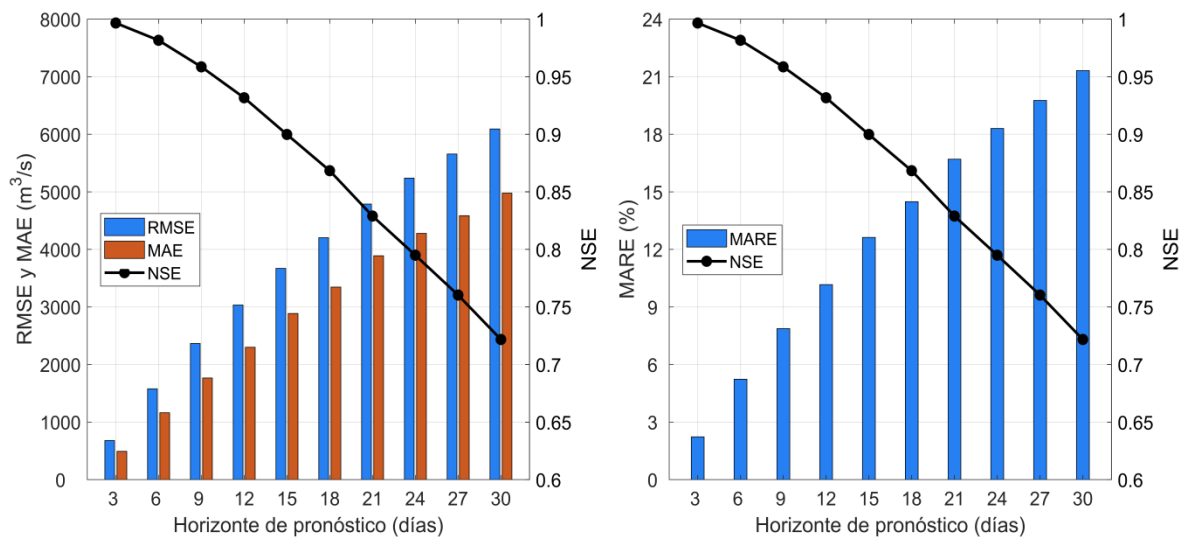 8000
7000
6000
5000
4000
3000
2000
1000
0
RMSE y MAE (m³/s)
RMSE
MAE
NSE
1
0.95
0.9
0.85
0.8
0.75
0.7
0.65
0.6
NSE
3 6 9 12 15 18 21 24 27 30
Horizonte de pronóstico (días)
24
21
18
15
12
9
6
3
0
MARE (%)
MARE
NSE
1
0.95
0.9
0.85
0.8
0.75
0.7
0.65
0.6
NSE
3 6 9 12 15 18 21 24 27 30
Horizonte de pronóstico (días)